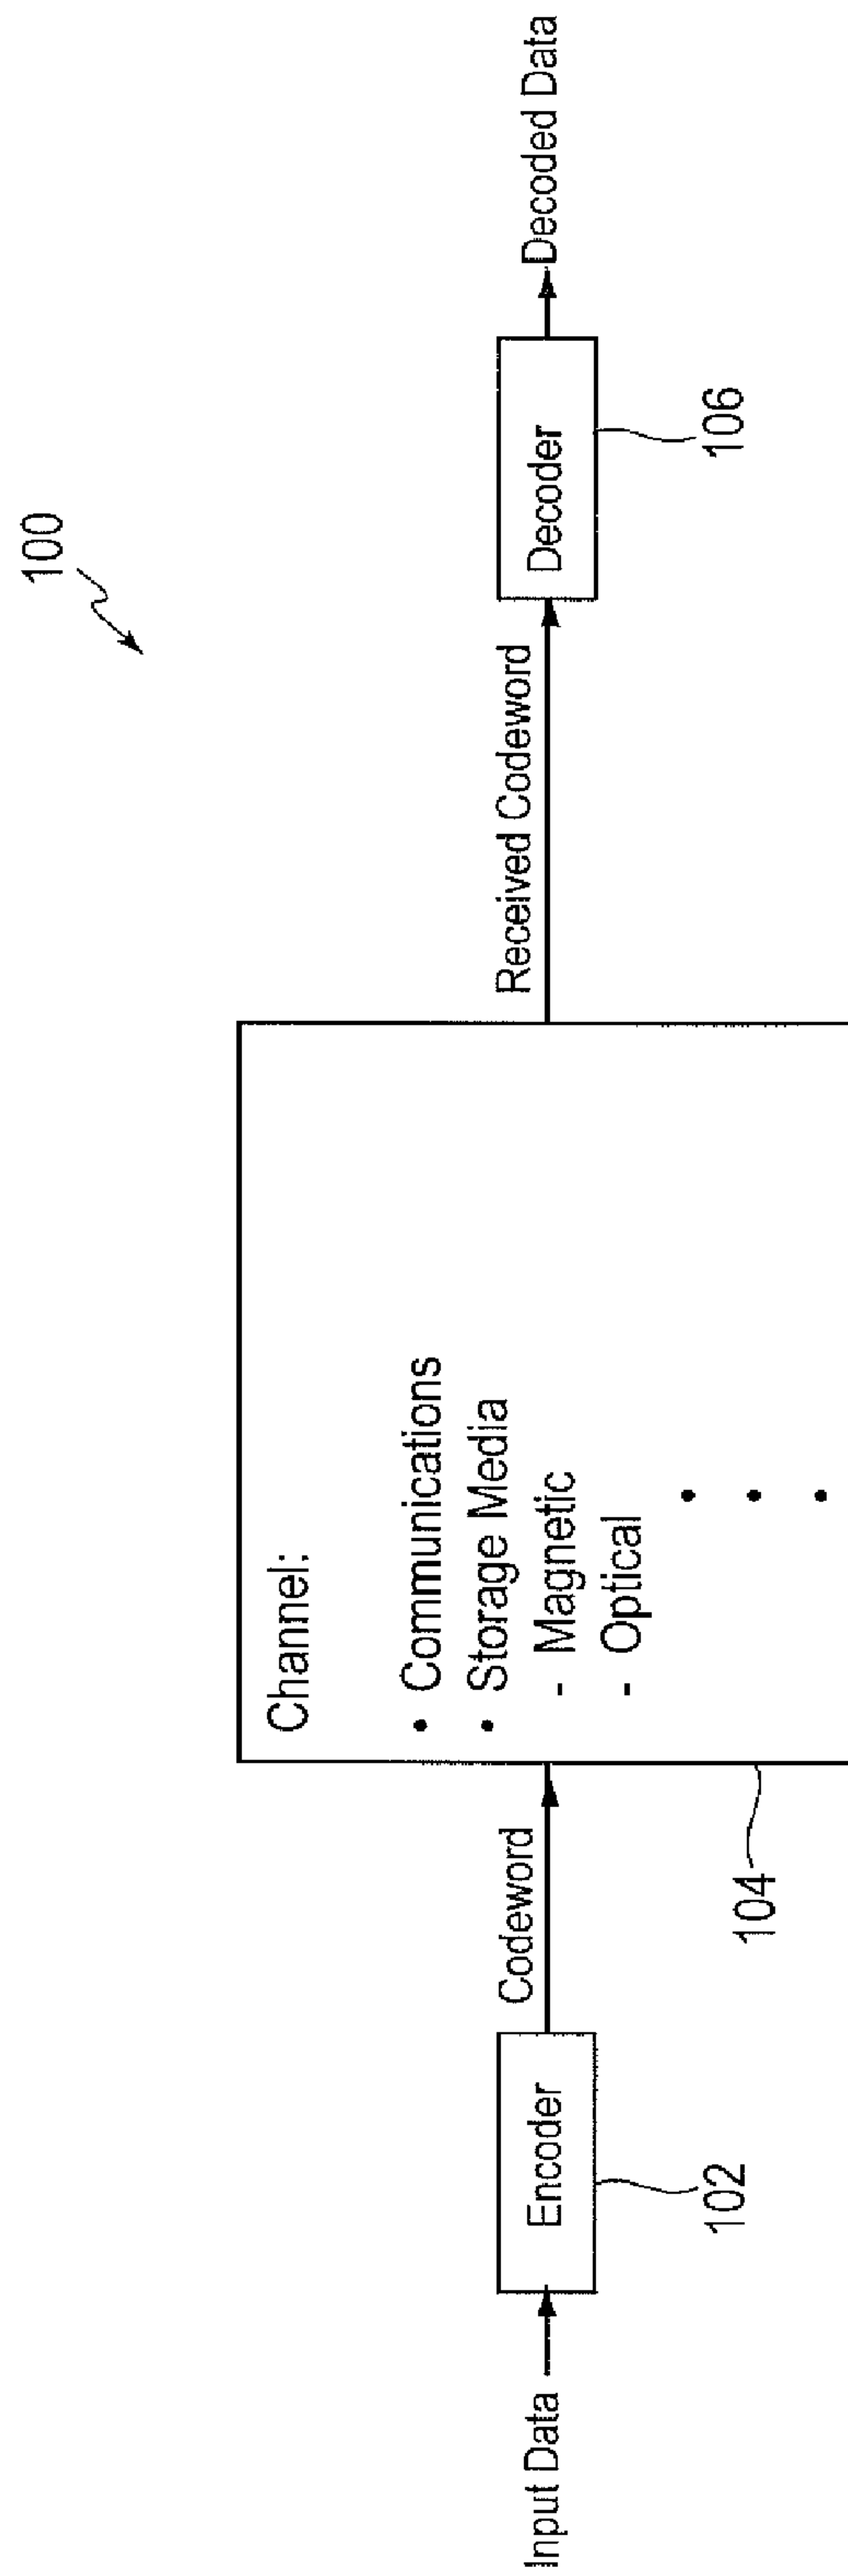 100
Channel:
• Communications
• Storage Media
- Magnetic
- Optical
Input Data
Encoder
102
Codeword
104
Received Codeword
Decoder
106
Decoded Data